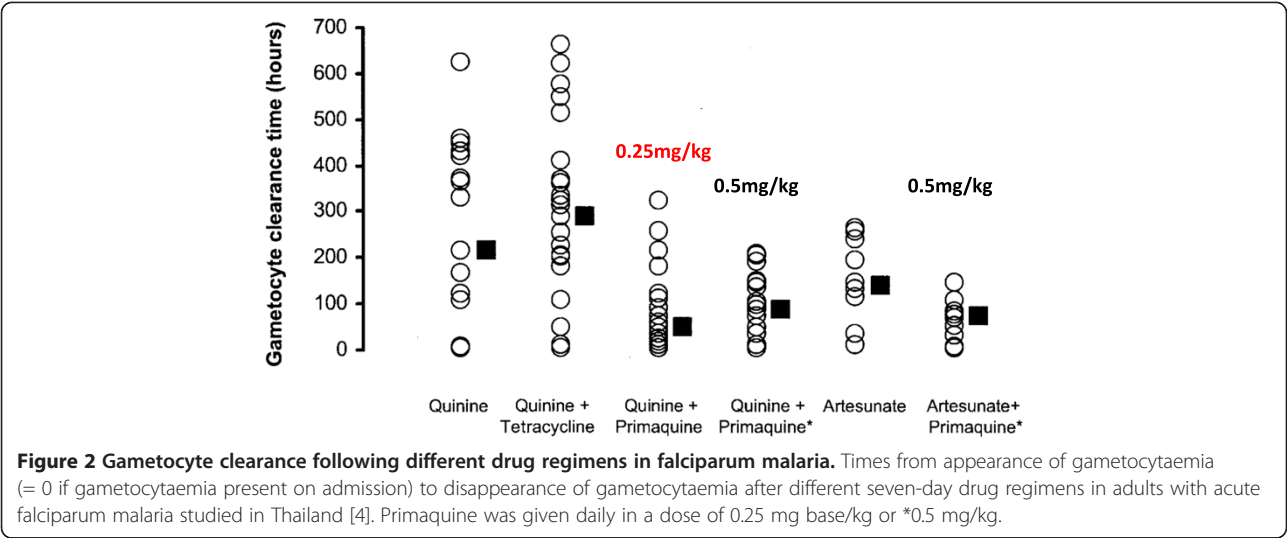 Gametocyte clearance time (hours)
700
600
500
400
300
200
100
0
0.25mg/kg
0.5mg/kg
0.5mg/kg
Quinine
Quinine +
Tetracycline
Quinine +
Primaquine
Quinine +
Primaquine*
Artesunate
Artesunate+
Primaquine*
Figure 2 Gametocyte clearance following different drug regimens in falciparum malaria. Times from appearance of gametocytaemia
(= 0 if gametocytaemia present on admission) to disappearance of gametocytaemia after different seven-day drug regimens in adults with acute
falciparum malaria studied in Thailand [4]. Primaquine was given daily in a dose of 0.25 mg base/kg or *0.5 mg/kg.